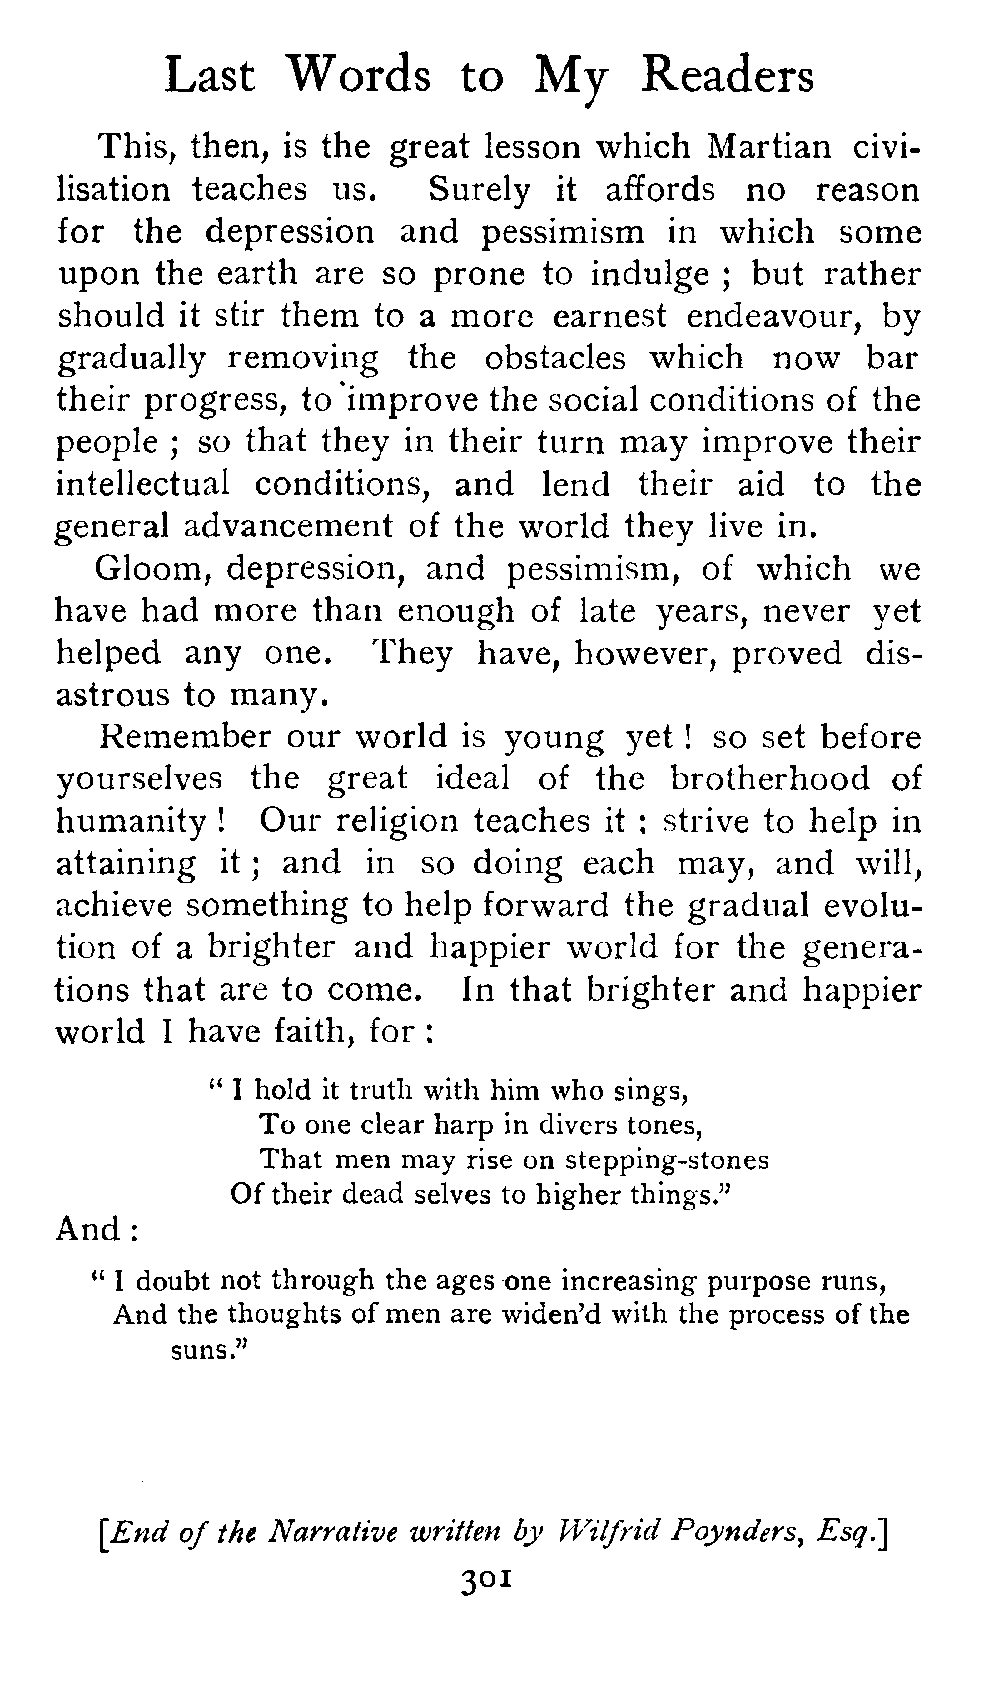 Last Words to My Readers
This, then, is the great lesson which Martian civi-
lisation teaches us. Surely it affords no reason
for the depression and pessimism in which some
upon the earth are so prone to indulge ; but rather
should it stir them to a more earnest endeavour, by
gradually removing the obstacles which now bar
their progress, to improve the social conditions of the
people ; so that they in their turn may improve their
intellectual conditions, and lend their aid to the
general advancement of the world they live in.
Gloom, depression, and pessimism, of which we
have had more than enough of late years, never yet
helped any one. They have, however, proved dis-
astrous to many.
Remember our world is young yet ! so set before
yourselves the great ideal of the brotherhood of
humanity ! Our religion teaches it ; strive to help in
attaining it ; and in so doing each may, and will,
achieve something to help forward the gradual evolu-
tion of a brighter and happier world for the genera-
tions that are to come. In that brighter and happier
world I have faith, for :
“ I hold it truth with him who sings,
To one clear harp in divers tones,
That men may rise on stepping-stones
Of their dead selves to higher things.”
And :
“ I doubt not through the ages one increasing purpose runs,
And the thoughts of men are widen’d with the process of the
suns.”
[End of the Narrative written by Wilfrid Poynders, Esq.]
301